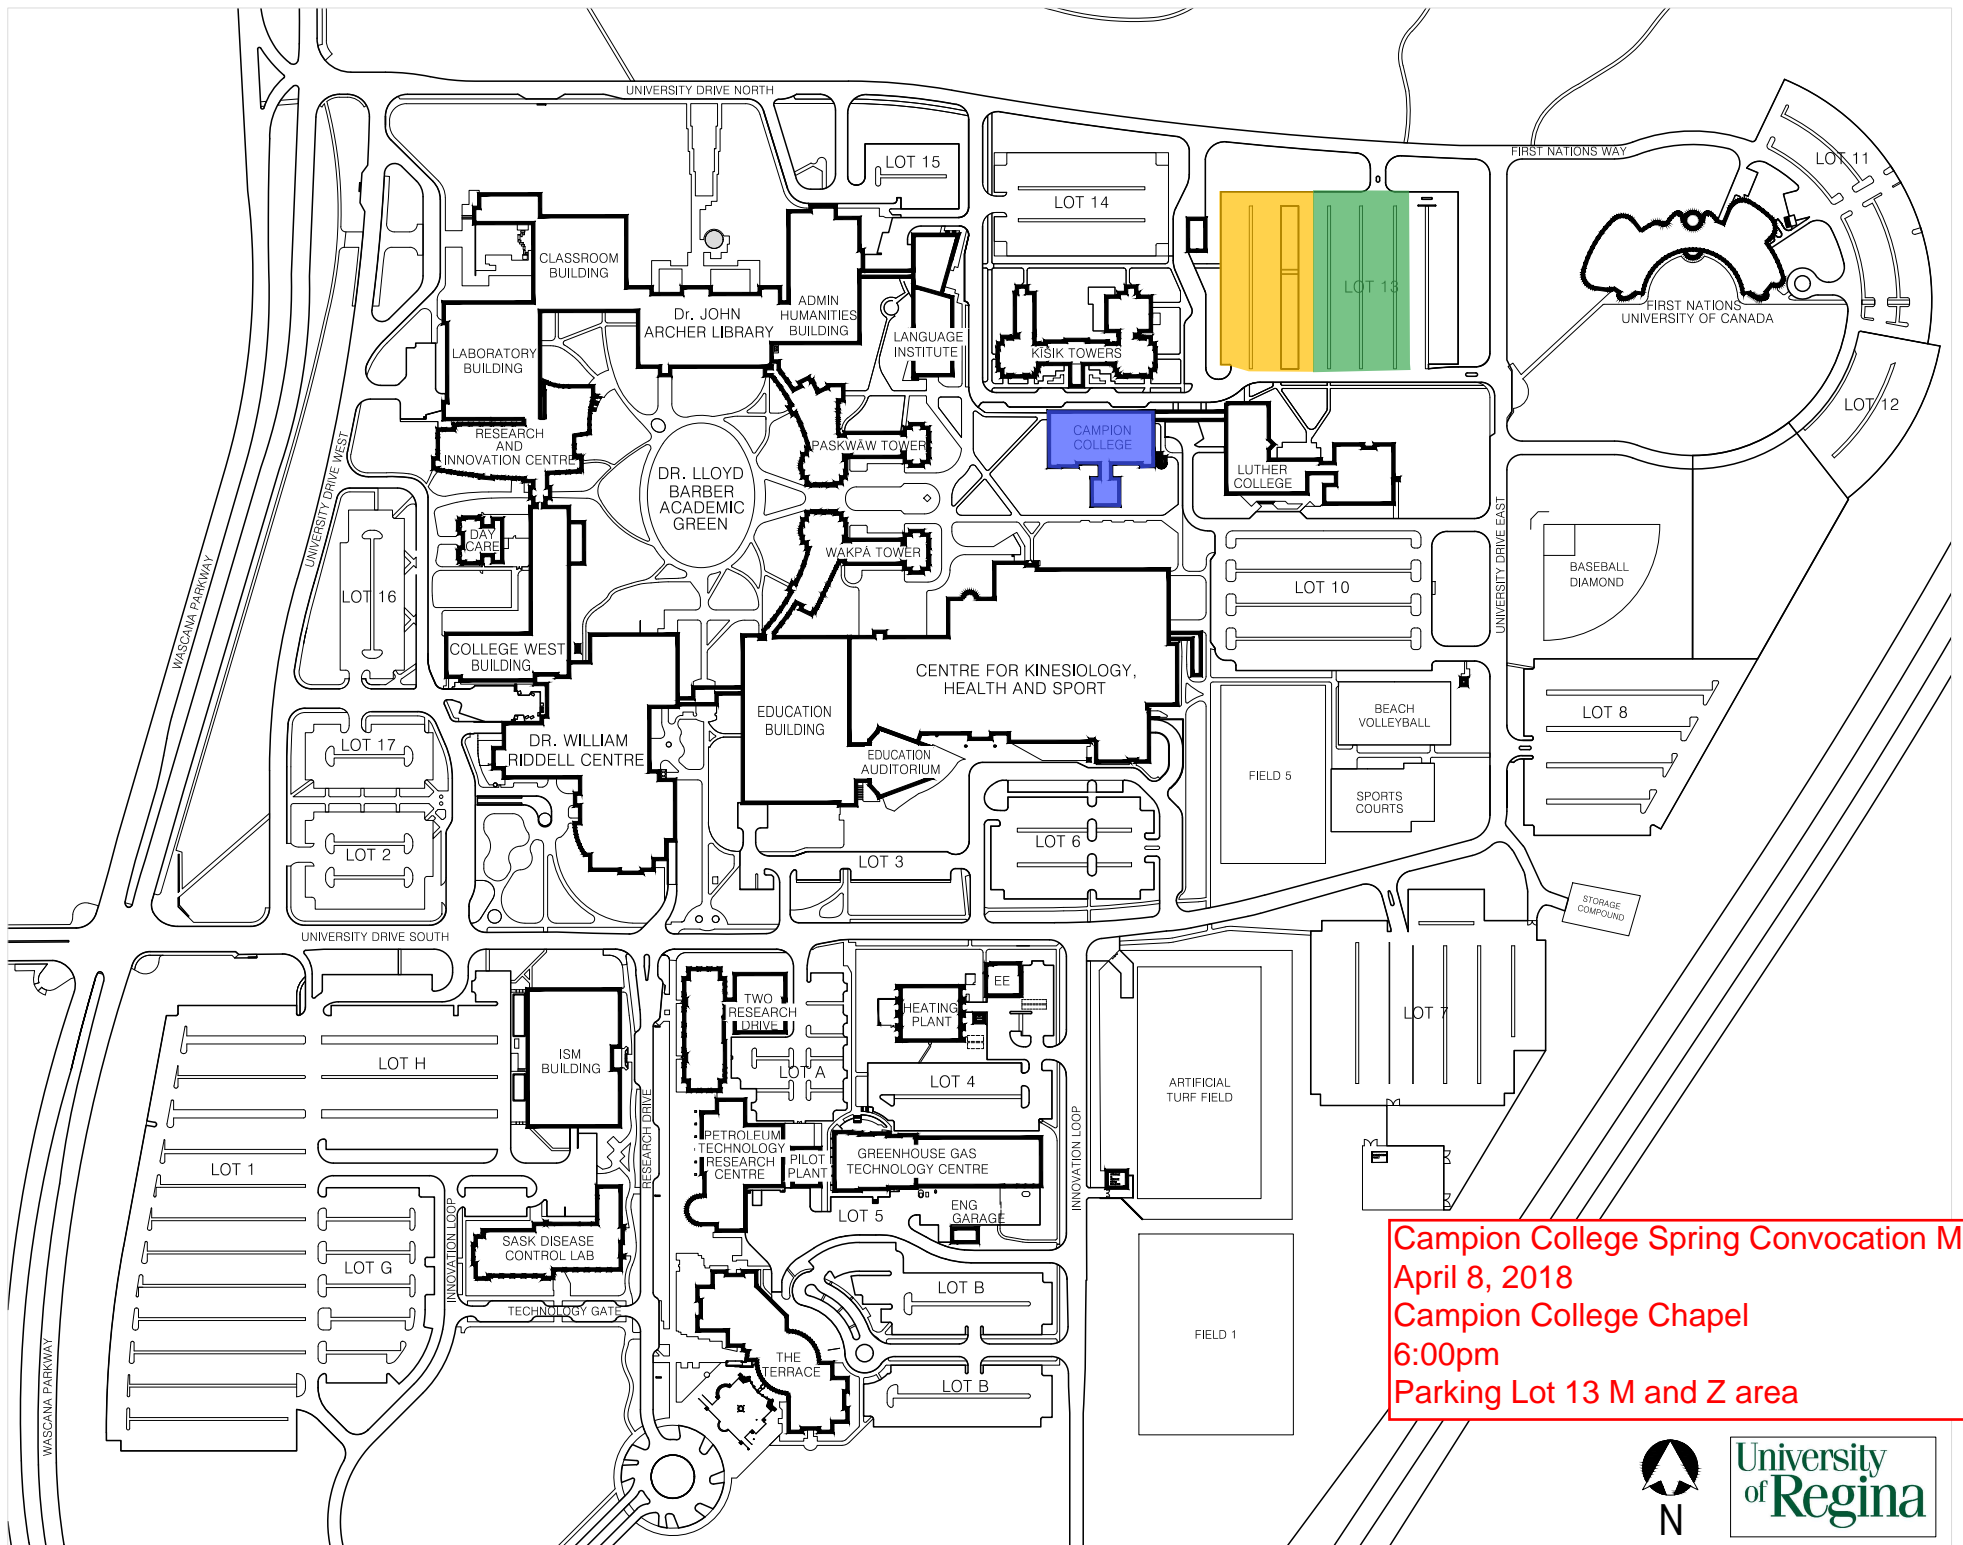 UNIVERSITY DRIVE NORTH
FIRST NATIONS WAY
LOT 15
LOT 11
LOT 14
CLASSROOM
BUILDING
LOT 13
ADMIN
HUMANITIES
BUILDING
Dr. JOHN
ARCHER LIBRARY
FIRST NATIONS
UNIVERSITY OF CANADA
LANGUAGE
INSTITUTE
KĪSIK TOWERS
LABORATORY
BUILDING
LOT 12
RESEARCH
AND
INNOVATION CENTRE
PASKWĀW TOWER
CAMPION
COLLEGE
LUTHER
COLLEGE
DR. LLOYD
BARBER
ACADEMIC
GREEN
UNIVERSITY DRIVE WEST
UNIVERSITY DRIVE EAST
WASCANA PARKWAY
DAY
CARE
WAKPĀ TOWER
BASEBALL
DIAMOND
LOT 16
LOT 10
COLLEGE WEST
BUILDING
CENTRE FOR KINESIOLOGY,
HEALTH AND SPORT
EDUCATION
BUILDING
BEACH
VOLLEYBALL
LOT 8
LOT 17
DR. WILLIAM
RIDDELL CENTRE
EDUCATION
AUDITORIUM
FIELD 5
SPORTS
COURTS
LOT 2
LOT 3
LOT 6
STORAGE
COMPOUND
UNIVERSITY DRIVE SOUTH
TWO
RESEARCH
DRIVE
EE
HEATING
PLANT
LOT 7
LOT H
ISM
BUILDING
LOT A
LOT 4
ARTIFICIAL
TURF FIELD
RESEARCH DRIVE
INNOVATION LOOP
PETROLEUM
TECHNOLOGY
RESEARCH
CENTRE
PILOT
PLANT
GREENHOUSE GAS
TECHNOLOGY CENTRE
LOT 1
LOT 5
ENG
GARAGE
INNOVATION LOOP
SASK DISEASE
CONTROL LAB
LOT G
TECHNOLOGY GATE
LOT B
FIELD 1
THE
TERRACE
LOT B
WASCANA PARKWAY
Campion College Spring Convocation M
April 8, 2018
Campion College Chapel
6:00pm
Parking Lot 13 M and Z area
N
University
of Regina